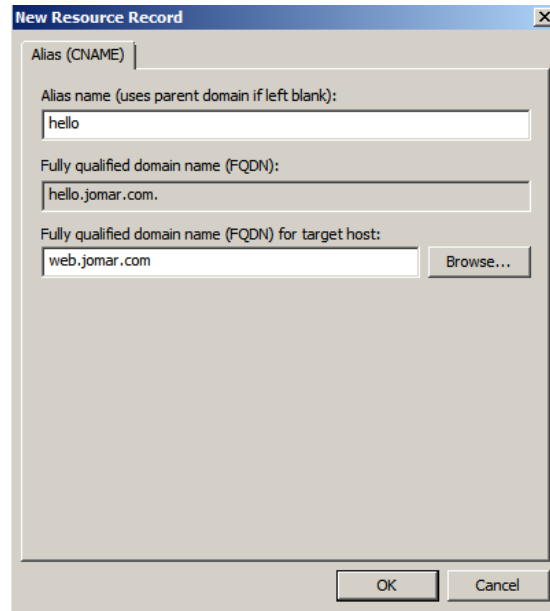 New Resource Record
Alias (CNAME)
Alias name (uses parent domain if left blank):
hello
Fully qualified domain name (FQDN):
hello.jomar.com.
Fully qualified domain name (FQDN) for target host:
web.jomar.com
Browse...
OK
Cancel